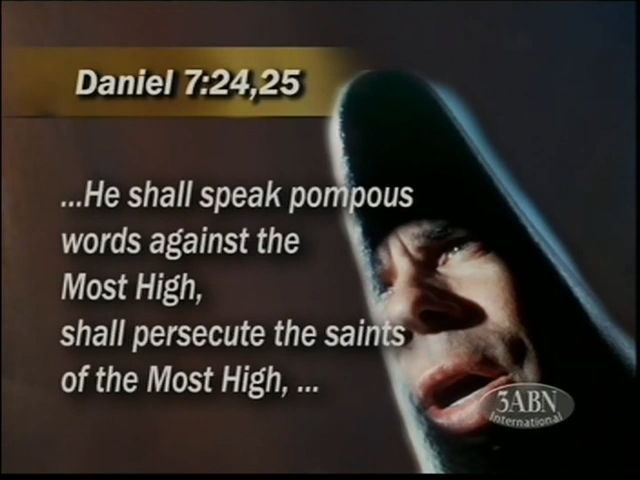 Daniel 7:24,25
...He shall speak pompous
words against the
Most High,
shall persecute the saints
of the Most High, ...
3ABN
International